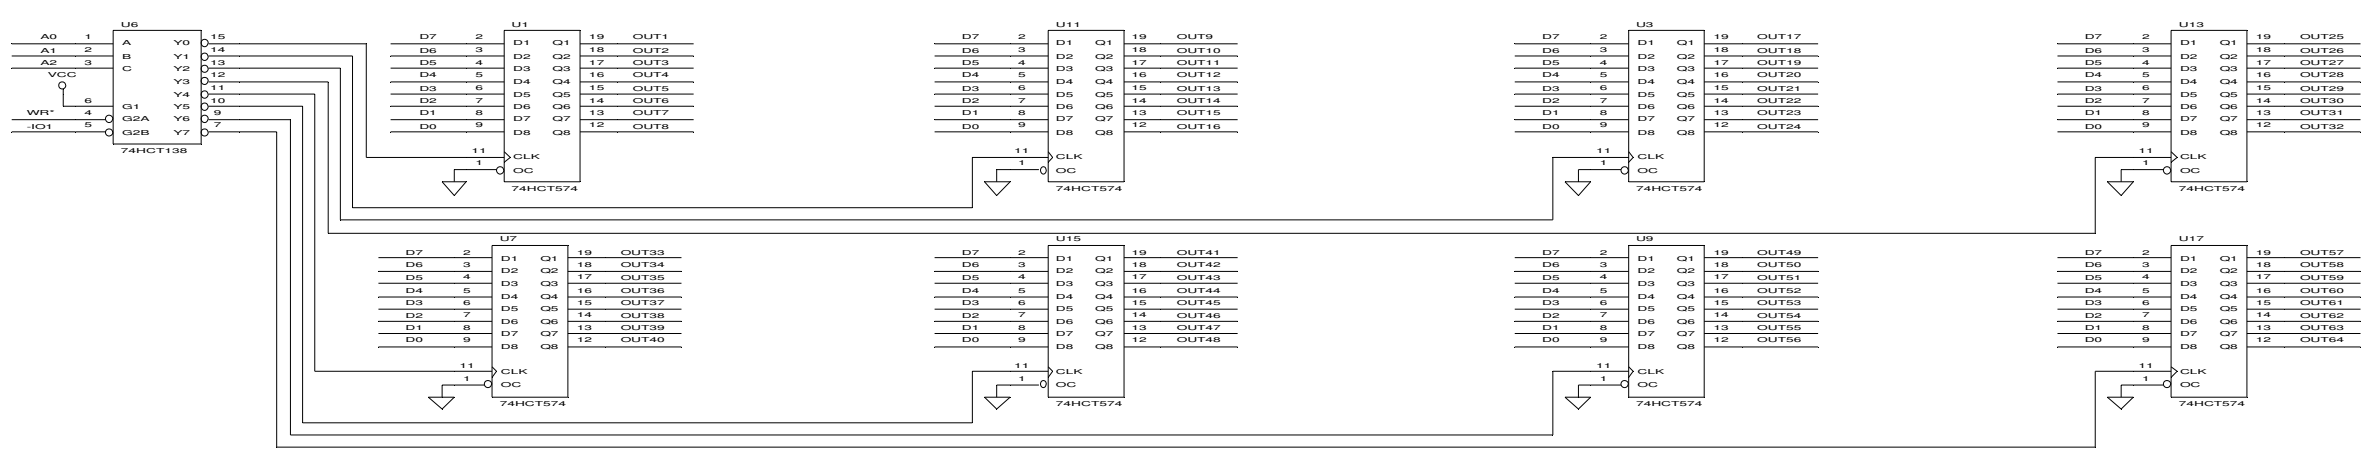 U6
A0 1 A Y0 15
A1 2 B Y1 14
A2 3 C Y2 13
VCC Y3 12
Y4 11
6 G1 Y5 10
WR* 4 G2A Y6 9
-IO1 5 G2B Y7 7
74HCT138
U1
D7 2 D1 Q1 19 OUT1
D6 3 D2 Q2 18 OUT2
D5 4 D3 Q3 17 OUT3
D4 5 D4 Q4 16 OUT4
D3 6 D5 Q5 15 OUT5
D2 7 D6 Q6 14 OUT6
D1 8 D7 Q7 13 OUT7
D0 9 D8 Q8 12 OUT8
11 CLK
1 OC
74HCT574
U11
D7 2 D1 Q1 19 OUT9
D6 3 D2 Q2 18 OUT10
D5 4 D3 Q3 17 OUT11
D4 5 D4 Q4 16 OUT12
D3 6 D5 Q5 15 OUT13
D2 7 D6 Q6 14 OUT14
D1 8 D7 Q7 13 OUT15
D0 9 D8 Q8 12 OUT16
11 CLK
1 OC
74HCT574
U3
D7 2 D1 Q1 19 OUT17
D6 3 D2 Q2 18 OUT18
D5 4 D3 Q3 17 OUT19
D4 5 D4 Q4 16 OUT20
D3 6 D5 Q5 15 OUT21
D2 7 D6 Q6 14 OUT22
D1 8 D7 Q7 13 OUT23
D0 9 D8 Q8 12 OUT24
11 CLK
1 OC
74HCT574
U13
D7 2 D1 Q1 19 OUT25
D6 3 D2 Q2 18 OUT26
D5 4 D3 Q3 17 OUT27
D4 5 D4 Q4 16 OUT28
D3 6 D5 Q5 15 OUT29
D2 7 D6 Q6 14 OUT30
D1 8 D7 Q7 13 OUT31
D0 9 D8 Q8 12 OUT32
11 CLK
1 OC
74HCT574
U7
D7 2 D1 Q1 19 OUT33
D6 3 D2 Q2 18 OUT34
D5 4 D3 Q3 17 OUT35
D4 5 D4 Q4 16 OUT36
D3 6 D5 Q5 15 OUT37
D2 7 D6 Q6 14 OUT38
D1 8 D7 Q7 13 OUT39
D0 9 D8 Q8 12 OUT40
11 CLK
1 OC
74HCT574
U15
D7 2 D1 Q1 19 OUT41
D6 3 D2 Q2 18 OUT42
D5 4 D3 Q3 17 OUT43
D4 5 D4 Q4 16 OUT44
D3 6 D5 Q5 15 OUT45
D2 7 D6 Q6 14 OUT46
D1 8 D7 Q7 13 OUT47
D0 9 D8 Q8 12 OUT48
11 CLK
1 OC
74HCT574
U9
D7 2 D1 Q1 19 OUT49
D6 3 D2 Q2 18 OUT50
D5 4 D3 Q3 17 OUT51
D4 5 D4 Q4 16 OUT52
D3 6 D5 Q5 15 OUT53
D2 7 D6 Q6 14 OUT54
D1 8 D7 Q7 13 OUT55
D0 9 D8 Q8 12 OUT56
11 CLK
1 OC
74HCT574
U17
D7 2 D1 Q1 19 OUT57
D6 3 D2 Q2 18 OUT58
D5 4 D3 Q3 17 OUT59
D4 5 D4 Q4 16 OUT60
D3 6 D5 Q5 15 OUT61
D2 7 D6 Q6 14 OUT62
D1 8 D7 Q7 13 OUT63
D0 9 D8 Q8 12 OUT64
11 CLK
1 OC
74HCT574